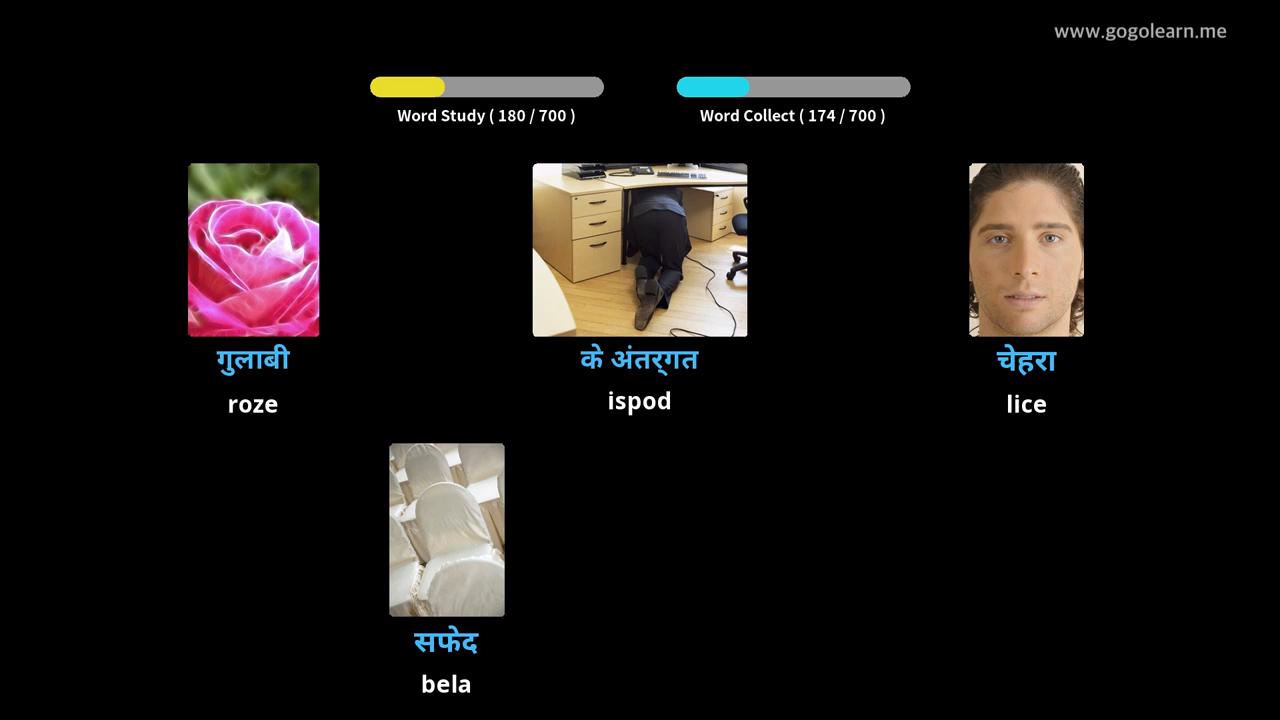 www.gogolearn.me
Word Study ( 180 / 700 )
Word Collect ( 174 / 700 )
गुलाबी
roze
के अंतर्गत
ispod
चेहरा
lice
सफेद
bela